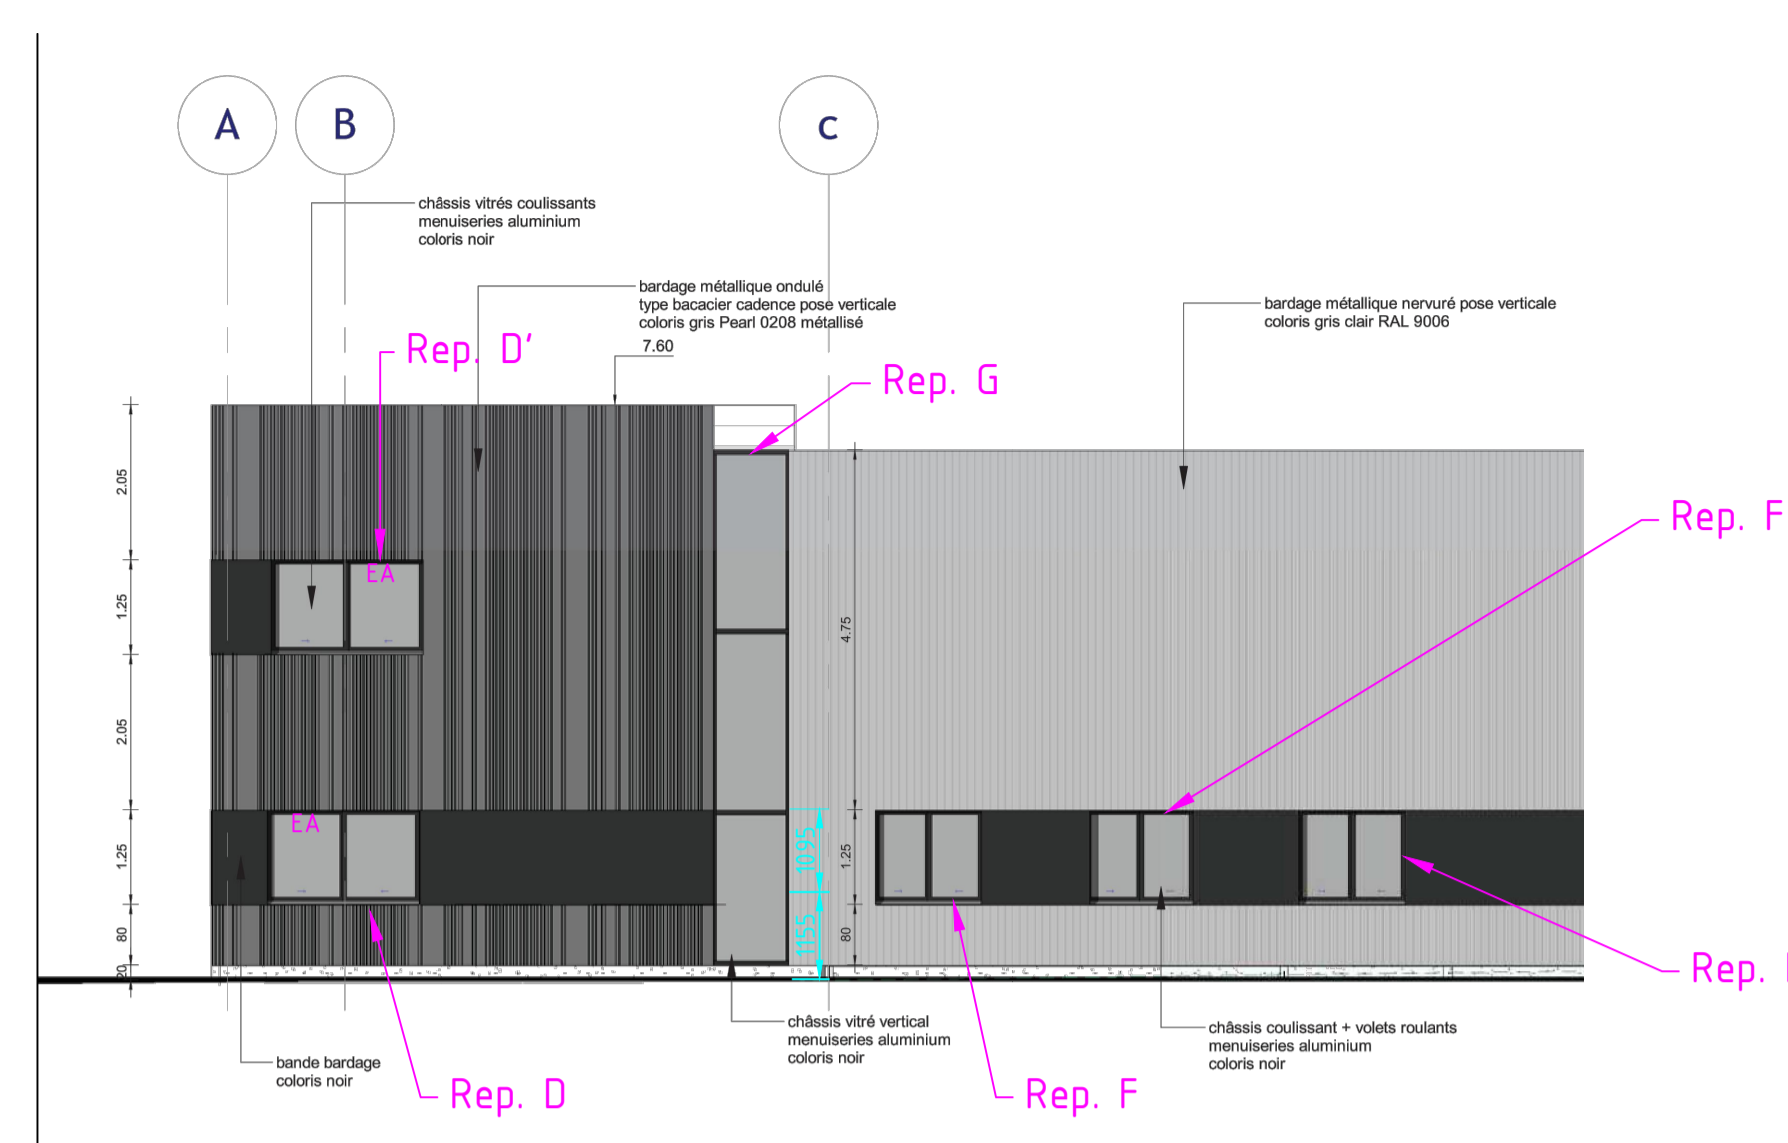 A
B
c
châssis vitrés coulissants
menuiseries aluminium
coloris noir
bardage métallique ondulé
type bacacier cadence pose verticale
coloris gris Pearl 0208 métallisé
7.60
bardage métallique nervuré pose verticale
coloris gris clair RAL 9006
Rep. D'
Rep. G
Rep. F
2.05
1.25
2.05
1.25
80
20
EA
EA
4.75
1.25
80
1095
1155
Rep.
châssis vitré vertical
menuiseries aluminium
coloris noir
châssis coulissant + volets roulants
menuiseries aluminium
coloris noir
bande bardage
coloris noir
Rep. D
Rep. F